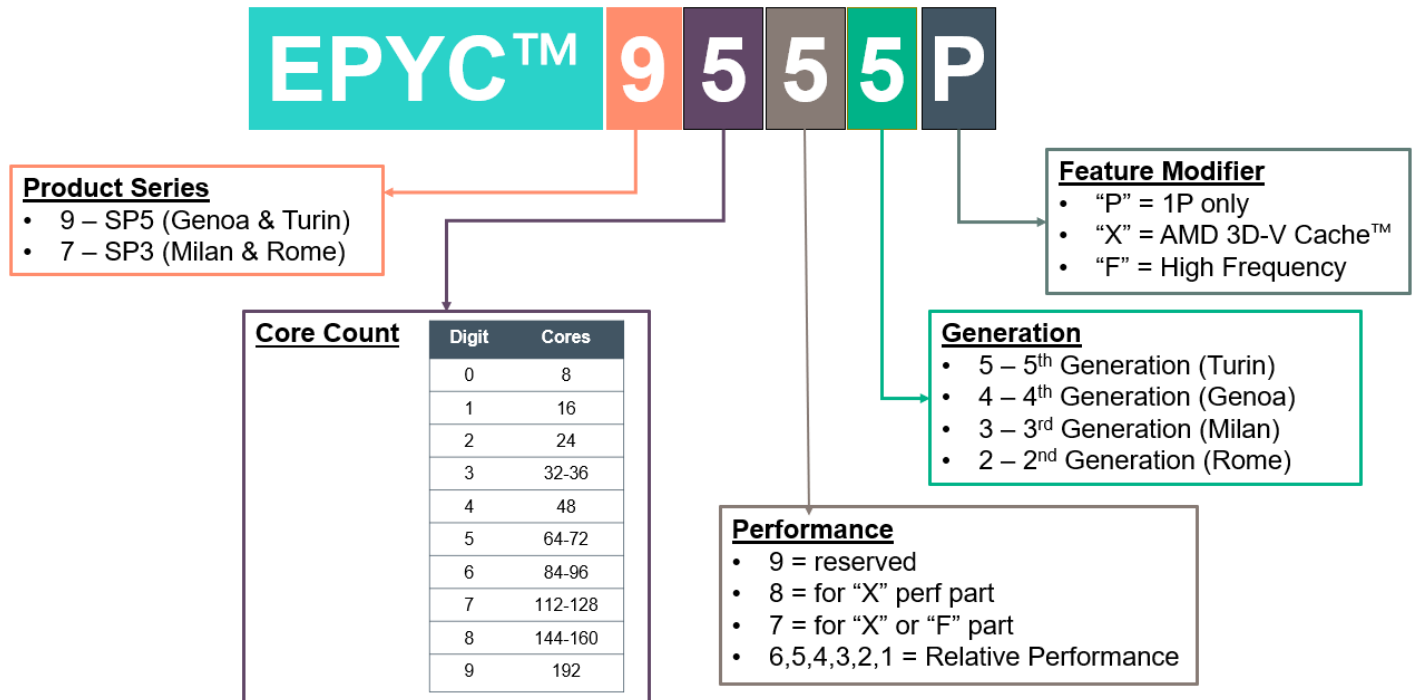 EPYC™ 9 5 5 5 P
Product Series
• 9 – SP5 (Genoa & Turin)
• 7 – SP3 (Milan & Rome)
Feature Modifier
• “P” = 1P only
• “X” = AMD 3D-V Cache™
• “F” = High Frequency
Core Count
Digit Cores
0 8
1 16
2 24
3 32-36
4 48
5 64-72
6 84-96
7 112-128
8 144-160
9 192
Generation
• 5 – 5th Generation (Turin)
• 4 – 4th Generation (Genoa)
• 3 – 3rd Generation (Milan)
• 2 – 2nd Generation (Rome)
Performance
• 9 = reserved
• 8 = for “X” perf part
• 7 = for “X” or “F” part
• 6,5,4,3,2,1 = Relative Performance